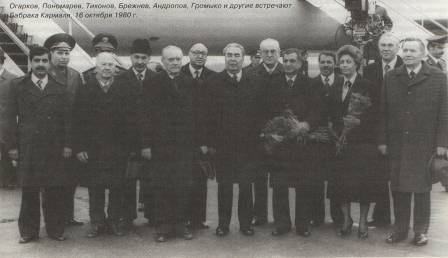 Огарков, Пономарев, Тихонов, Брежнев, Андропов, Громыко и другие встречают
Бабрака Кармаля, 16 октября 1980 г.